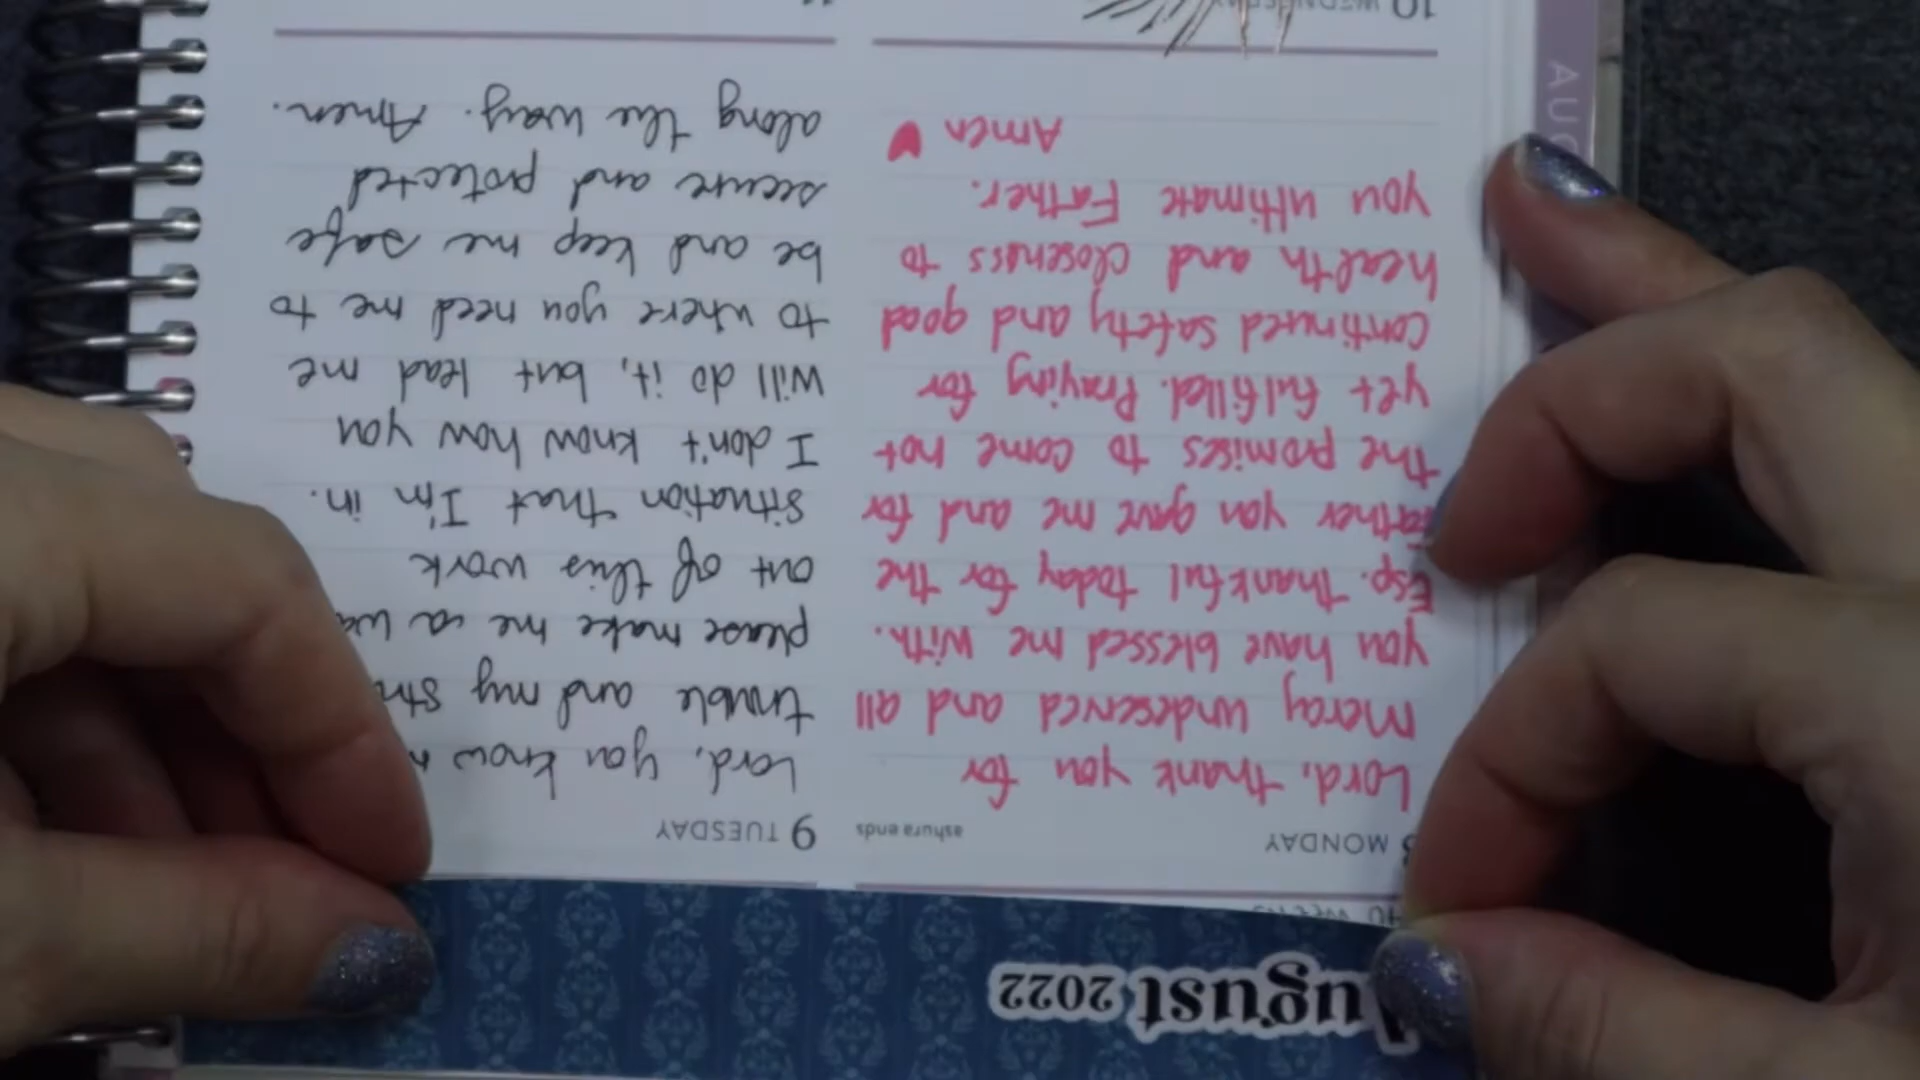 August 2022
MONDAY
ashura ends
Lord, thank you for
mercy undeserved and all
you have blessed me with.
Esp. thankful today for the
father you gave me and for
the promises to come not
yet fulfilled. Praying for
continued safety and good
health and closeness to
you ultimate Father.
Amen
9 TUESDAY
Lord, you know
trouble and my
please make me a
out of this work
situation that I'm in.
I don't know how you
will do it, but lead me
to where you need me to
be and keep me safe
secure and protected
along the way. Amen.
10 WEDNESDAY
AUG